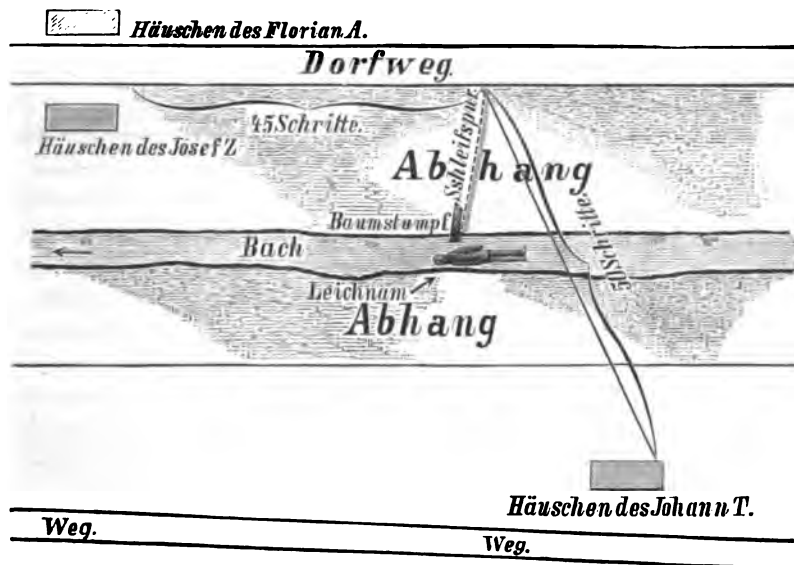 Häuschen des Florian A.
Dorfweg.
45 Schritte.
Häuschen des Josef Z
Schleifspur.
Abhang
50 Schritte.
Baumstumpf
Bach
Leichnam
Abhang
Häuschen des Johann T.
Weg.
Weg.